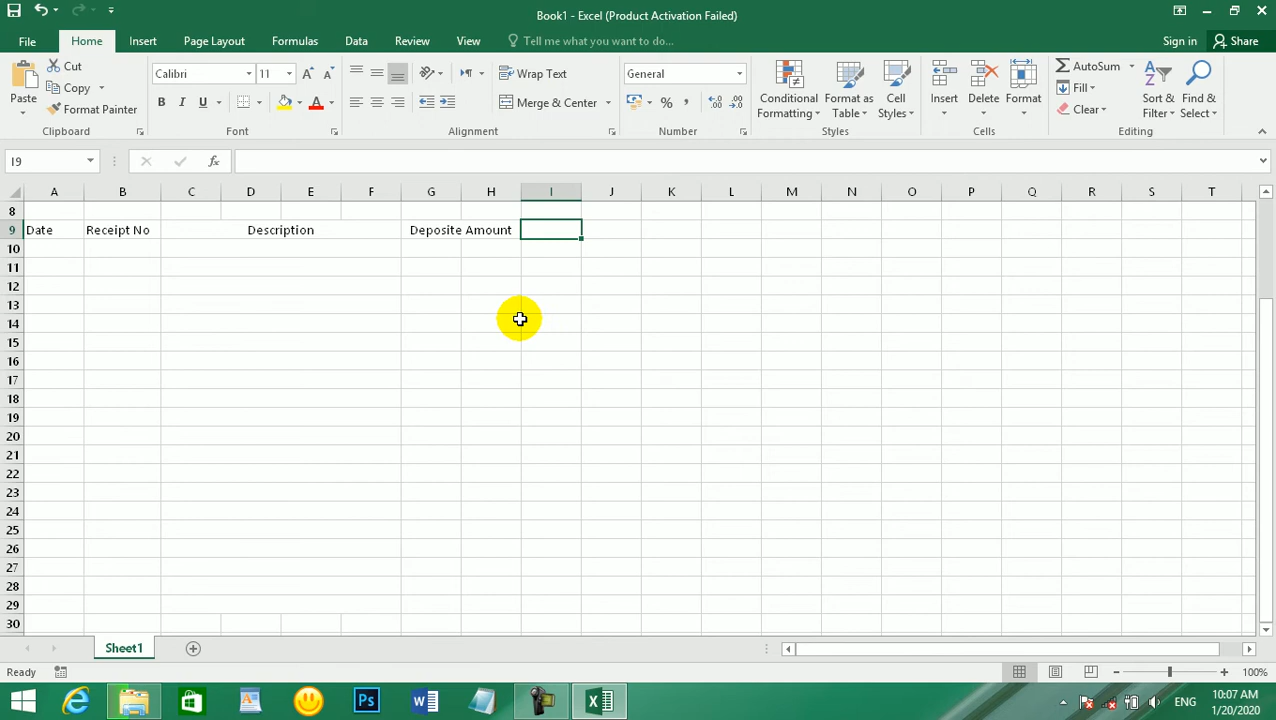 Book1 - Excel (Product Activation Failed)
File Home Insert Page Layout Formulas Data Review View Tell me what you want to do... Sign in Share
Cut
Copy
Format Painter
Paste
Clipboard
Calibri 11
B I U
Font
Wrap Text
Merge & Center
Alignment
General
% ,
Number
Conditional Formatting
Format as Table
Cell Styles
Styles
Insert Delete Format
Cells
AutoSum
Fill
Clear
Sort & Filter
Find & Select
Editing
I9 fx
A B C D E F G H I J K L M N O P Q R S T
8
9 Date Receipt No Description Deposite Amount
10
11
12
13
14
15
16
17
18
19
20
21
22
23
24
25
26
27
28
29
30
Sheet1
Ready 100%
ENG 10:07 AM
1/20/2020